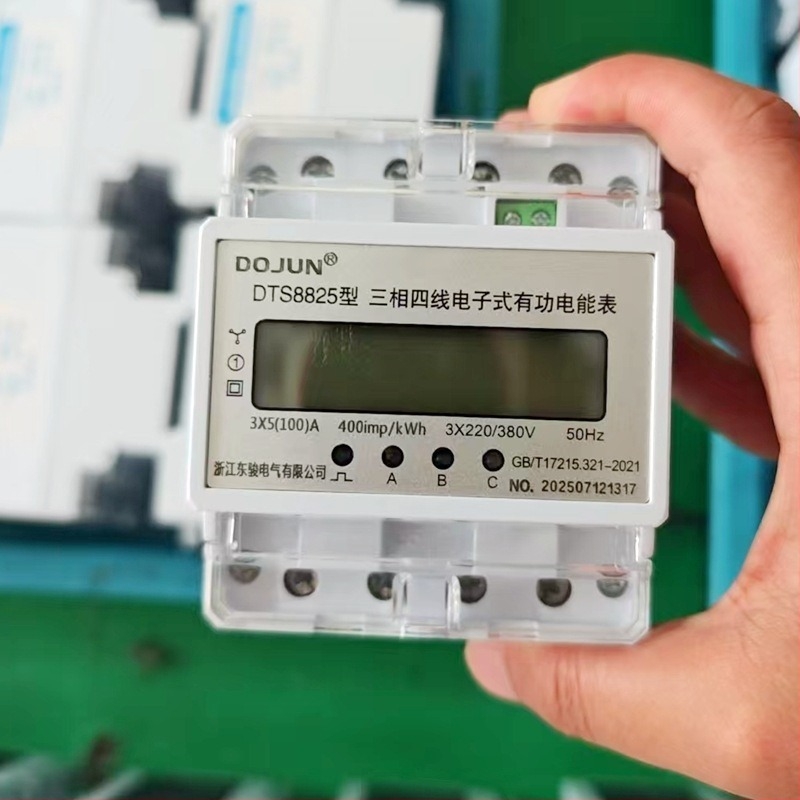 DOJUN®
DTS8825型 三相四线电子式有功电能表
①
3X5(100)A 400imp/kWh 3X220/380V 50Hz
浙江东骏电气有限公司 A B C GB/T17215.321-2021
NO. 202507121317